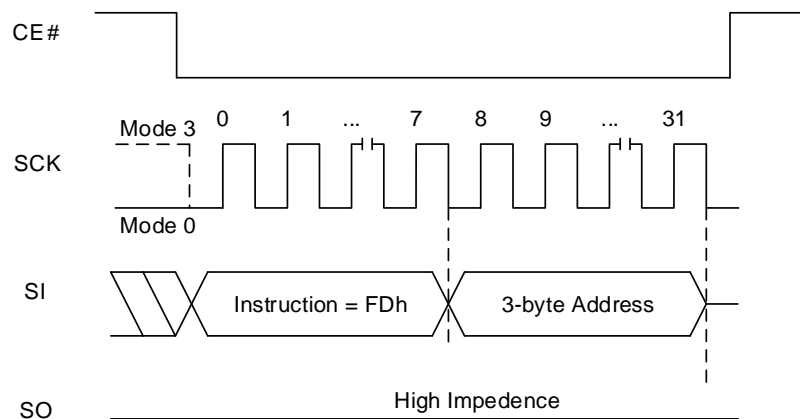 CE#
0 1 ... 7 8 9 ... 31
Mode 3
SCK
Mode 0
SI
Instruction = FDh
3-byte Address
High Impedence
SO